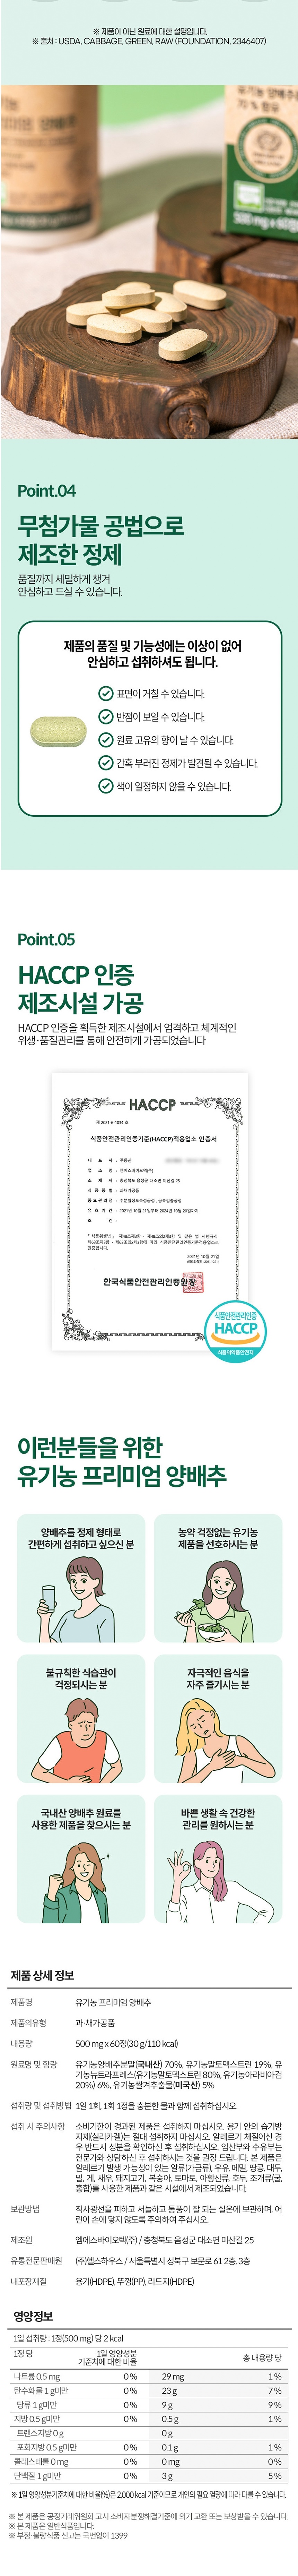 ※ 제품이 아닌 원료에 대한 설명입니다.
※ 출처 : USDA, CABBAGE, GREEN, RAW (FOUNDATION, 2346407)
Point.04
무첨가물 공법으로
제조한 정제
품질까지 세밀하게 챙겨
안심하고 드실 수 있습니다.
제품의 품질 및 기능성에는 이상이 없어
안심하고 섭취하셔도 됩니다.
표면이 거칠 수 있습니다.
반점이 보일 수 있습니다.
원료 고유의 향이 날 수 있습니다.
간혹 부러진 정제가 발견될 수 있습니다.
색이 일정하지 않을 수 있습니다.
Point.05
HACCP 인증
제조시설 가공
HACCP 인증을 획득한 제조시설에서 엄격하고 체계적인
위생·품질관리를 통해 안전하게 가공되었습니다
HACCP
식품안전관리인증기준(HACCP)적용업소 인증서
2021년 10월 21일
한국식품안전관리인증원장
식품안전관리인증
HACCP
식품의약품안전처
이런분들을 위한
유기농 프리미엄 양배추
양배추를 정제 형태로
간편하게 섭취하고 싶으신 분
농약 걱정없는 유기농
제품을 선호하시는 분
불규칙한 식습관이
걱정되시는 분
자극적인 음식을
자주 즐기시는 분
국내산 양배추 원료를
사용한 제품을 찾으시는 분
바쁜 생활 속 건강한
관리를 원하시는 분
제품 상세 정보
제품명 유기농 프리미엄 양배추
제품의유형 과·채가공품
내용량 500 mg x 60정(30 g/110 kcal)
원료명 및 함량 유기농양배추분말(국내산) 70%, 유기농말토덱스트린 19%, 유
기농뉴트라프레스(유기농말토덱스트린 80%, 유기농아라비아검
20%) 6%, 유기농쌀겨추출물(미국산) 5%
섭취량 및 섭취방법 1일 1회, 1회 1정을 충분한 물과 함께 섭취하십시오.
섭취 시 주의사항 소비기한이 경과된 제품은 섭취하지 마십시오. 용기 안의 습기방
지제(실리카겔)는 절대 섭취하지 마십시오. 알레르기 체질이신 경
우 반드시 성분을 확인하신 후 섭취하십시오. 임산부와 수유부는
전문가와 상담하신 후 섭취하시는 것을 권장 드립니다. 본 제품은
알레르기 발생 가능성이 있는 알류(가금류), 우유, 메밀, 땅콩, 대두,
밀, 게, 새우, 돼지고기, 복숭아, 토마토, 아황산류, 호두, 조개류(굴,
홍합)를 사용한 제품과 같은 시설에서 제조되었습니다.
보관방법 직사광선을 피하고 서늘하고 통풍이 잘 되는 실온에 보관하며, 어
린이 손에 닿지 않도록 주의하여 주십시오.
제조원 엠에스바이오텍(주) / 충청북도 음성군 대소면 미산길 25
유통전문판매원 (주)헬스하우스 / 서울특별시 성북구 보문로 61 2층, 3층
내포장재질 용기(HDPE), 뚜껑(PP), 리드지(HDPE)
영양정보
1일 섭취량 : 1정(500 mg) 당 2 kcal
1정 당 1일 영양성분 기준치에 대한 비율 총 내용량 당
나트륨 0.5 mg 0 % 29 mg 1 %
탄수화물 1 g미만 0 % 23 g 7 %
당류 1 g미만 0 % 9 g 9 %
지방 0.5 g미만 0 % 0.5 g 1 %
트랜스지방 0 g 0 g
포화지방 0.5 g미만 0 % 0.1 g 1 %
콜레스테롤 0 mg 0 % 0 mg 0 %
단백질 1 g미만 0 % 3 g 5 %
※ 1일 영양성분기준치에 대한 비율(%)은 2,000 kcal 기준이므로 개인의 필요 열량에 따라 다를 수 있습니다.
※ 본 제품은 공정거래위원회 고시 소비자분쟁해결기준에 의거 교환 또는 보상받을 수 있습니다.
※ 본 제품은 일반식품입니다.
※ 부정·불량식품 신고는 국번없이 1399